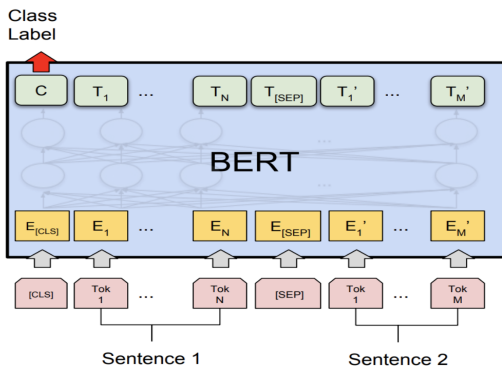 Class
Label
C T1 ... TN T[SEP] T1' ... TM'
...
BERT
...
E[CLS] E1 ... EN E[SEP] E1' ... EM'
[CLS] Tok 1 ... Tok N [SEP] Tok 1 ... Tok M
Sentence 1 Sentence 2